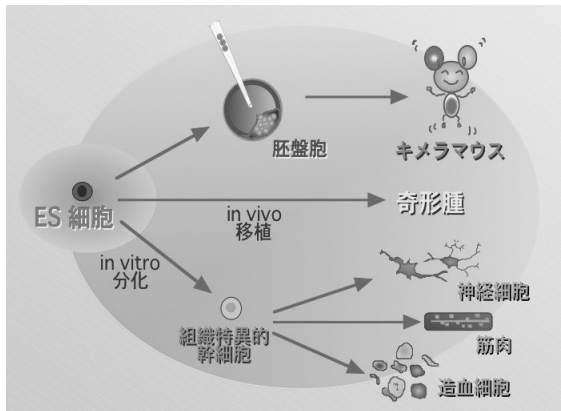 胚盤胞
キメラマウス
ES 細胞
in vivo
移植
奇形腫
in vitro
分化
組織特異的
幹細胞
神経細胞
筋肉
造血細胞